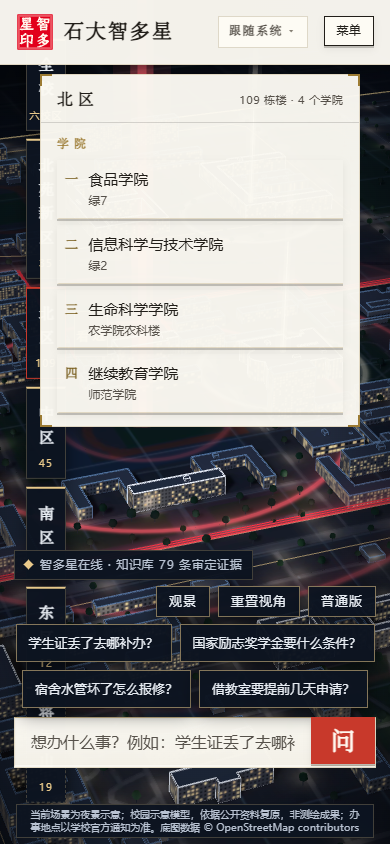 星智印多
石大智多星
跟随系统
菜单
北区
109 栋楼 · 4 个学院
学院
一 食品学院
绿7
二 信息科学与技术学院
绿2
三 生命科学学院
农学院农科楼
四 继续教育学院
师范学院
区
45
南
区
◆ 智多星在线 · 知识库 79 条审定证据
观景
重置视角
普通版
东
学生证丢了去哪补办?
国家励志奖学金要什么条件?
12
宿舍水管坏了怎么报修?
借教室要提前几天申请?
想办什么事? 例如: 学生证丢了去哪
问
19
当前场景为夜景示意; 校园示意模型, 依据公开资料复原, 非测绘成果; 办
事地点以学校官方通知为准。底图数据 © OpenStreetMap contributors